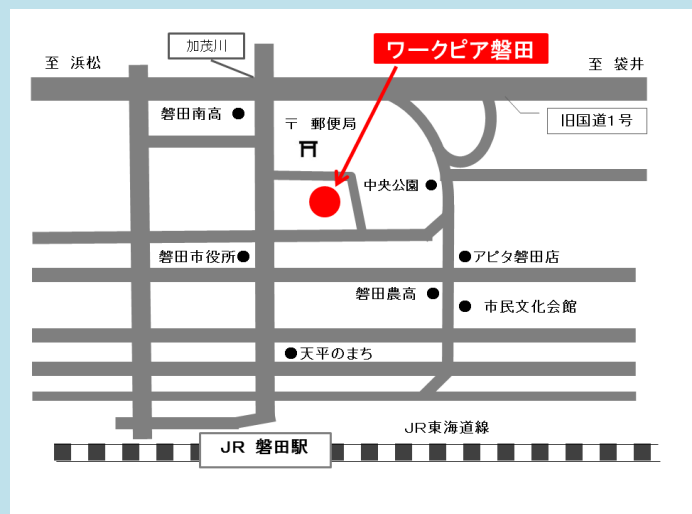 加茂川
ワークピア磐田
至 浜松
至 袋井
磐田南高
〒 郵便局
旧国道1号
中央公園
磐田市役所
アピタ磐田店
磐田農高
市民文化会館
天平のまち
JR東海道線
JR 磐田駅